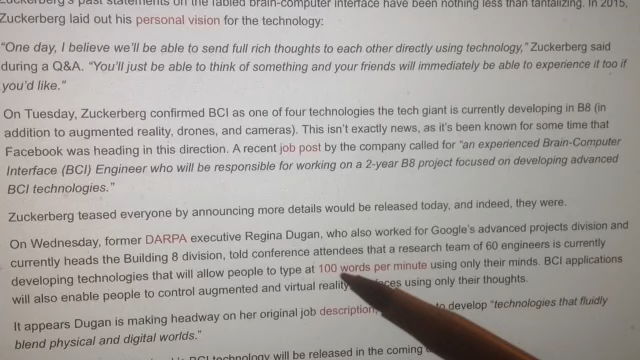 Zuckerberg's past statements on the fabled brain-computer interface have been nothing less than tantalizing. In 2015,
Zuckerberg laid out his personal vision for the technology:
"One day, I believe we'll be able to send full rich thoughts to each other directly using technology," Zuckerberg said
during a Q&A. "You'll just be able to think of something and your friends will immediately be able to experience it too if
you'd like."
On Tuesday, Zuckerberg confirmed BCI as one of four technologies the tech giant is currently developing in B8 (in
addition to augmented reality, drones, and cameras). This isn't exactly news, as it's been known for some time that
Facebook was heading in this direction. A recent job post by the company called for "an experienced Brain-Computer
Interface (BCI) Engineer who will be responsible for working on a 2-year B8 project focused on developing advanced
BCI technologies."
Zuckerberg teased everyone by announcing more details would be released today, and indeed, they were.
On Wednesday, former DARPA executive Regina Dugan, who also worked for Google's advanced projects division and
currently heads the Building 8 division, told conference attendees that a research team of 60 engineers is currently
developing technologies that will allow people to type at 100 words per minute using only their minds. BCI applications
will also enable people to control augmented and virtual reality using only their thoughts.
It appears Dugan is making headway on her original job description, to develop "technologies that fluidly
blend physical and digital worlds."
BCI technology will be released in the coming